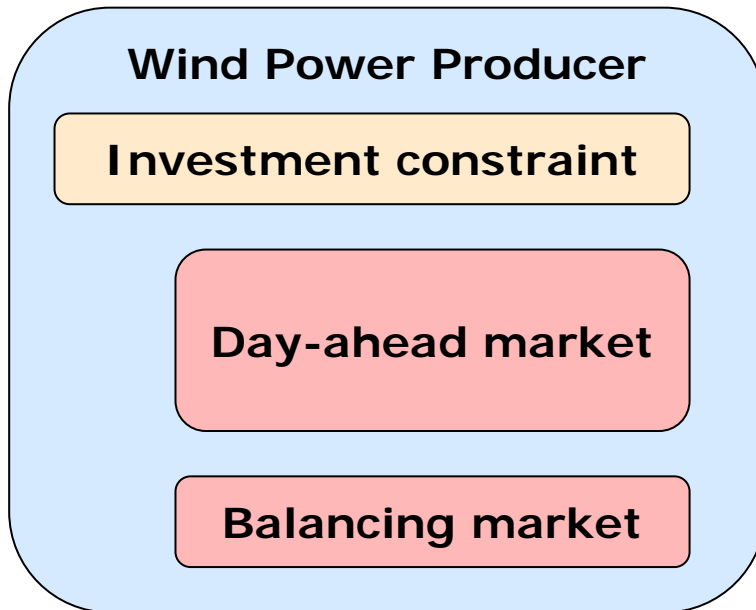 Wind Power Producer
Investment constraint
Day-ahead market
Balancing market